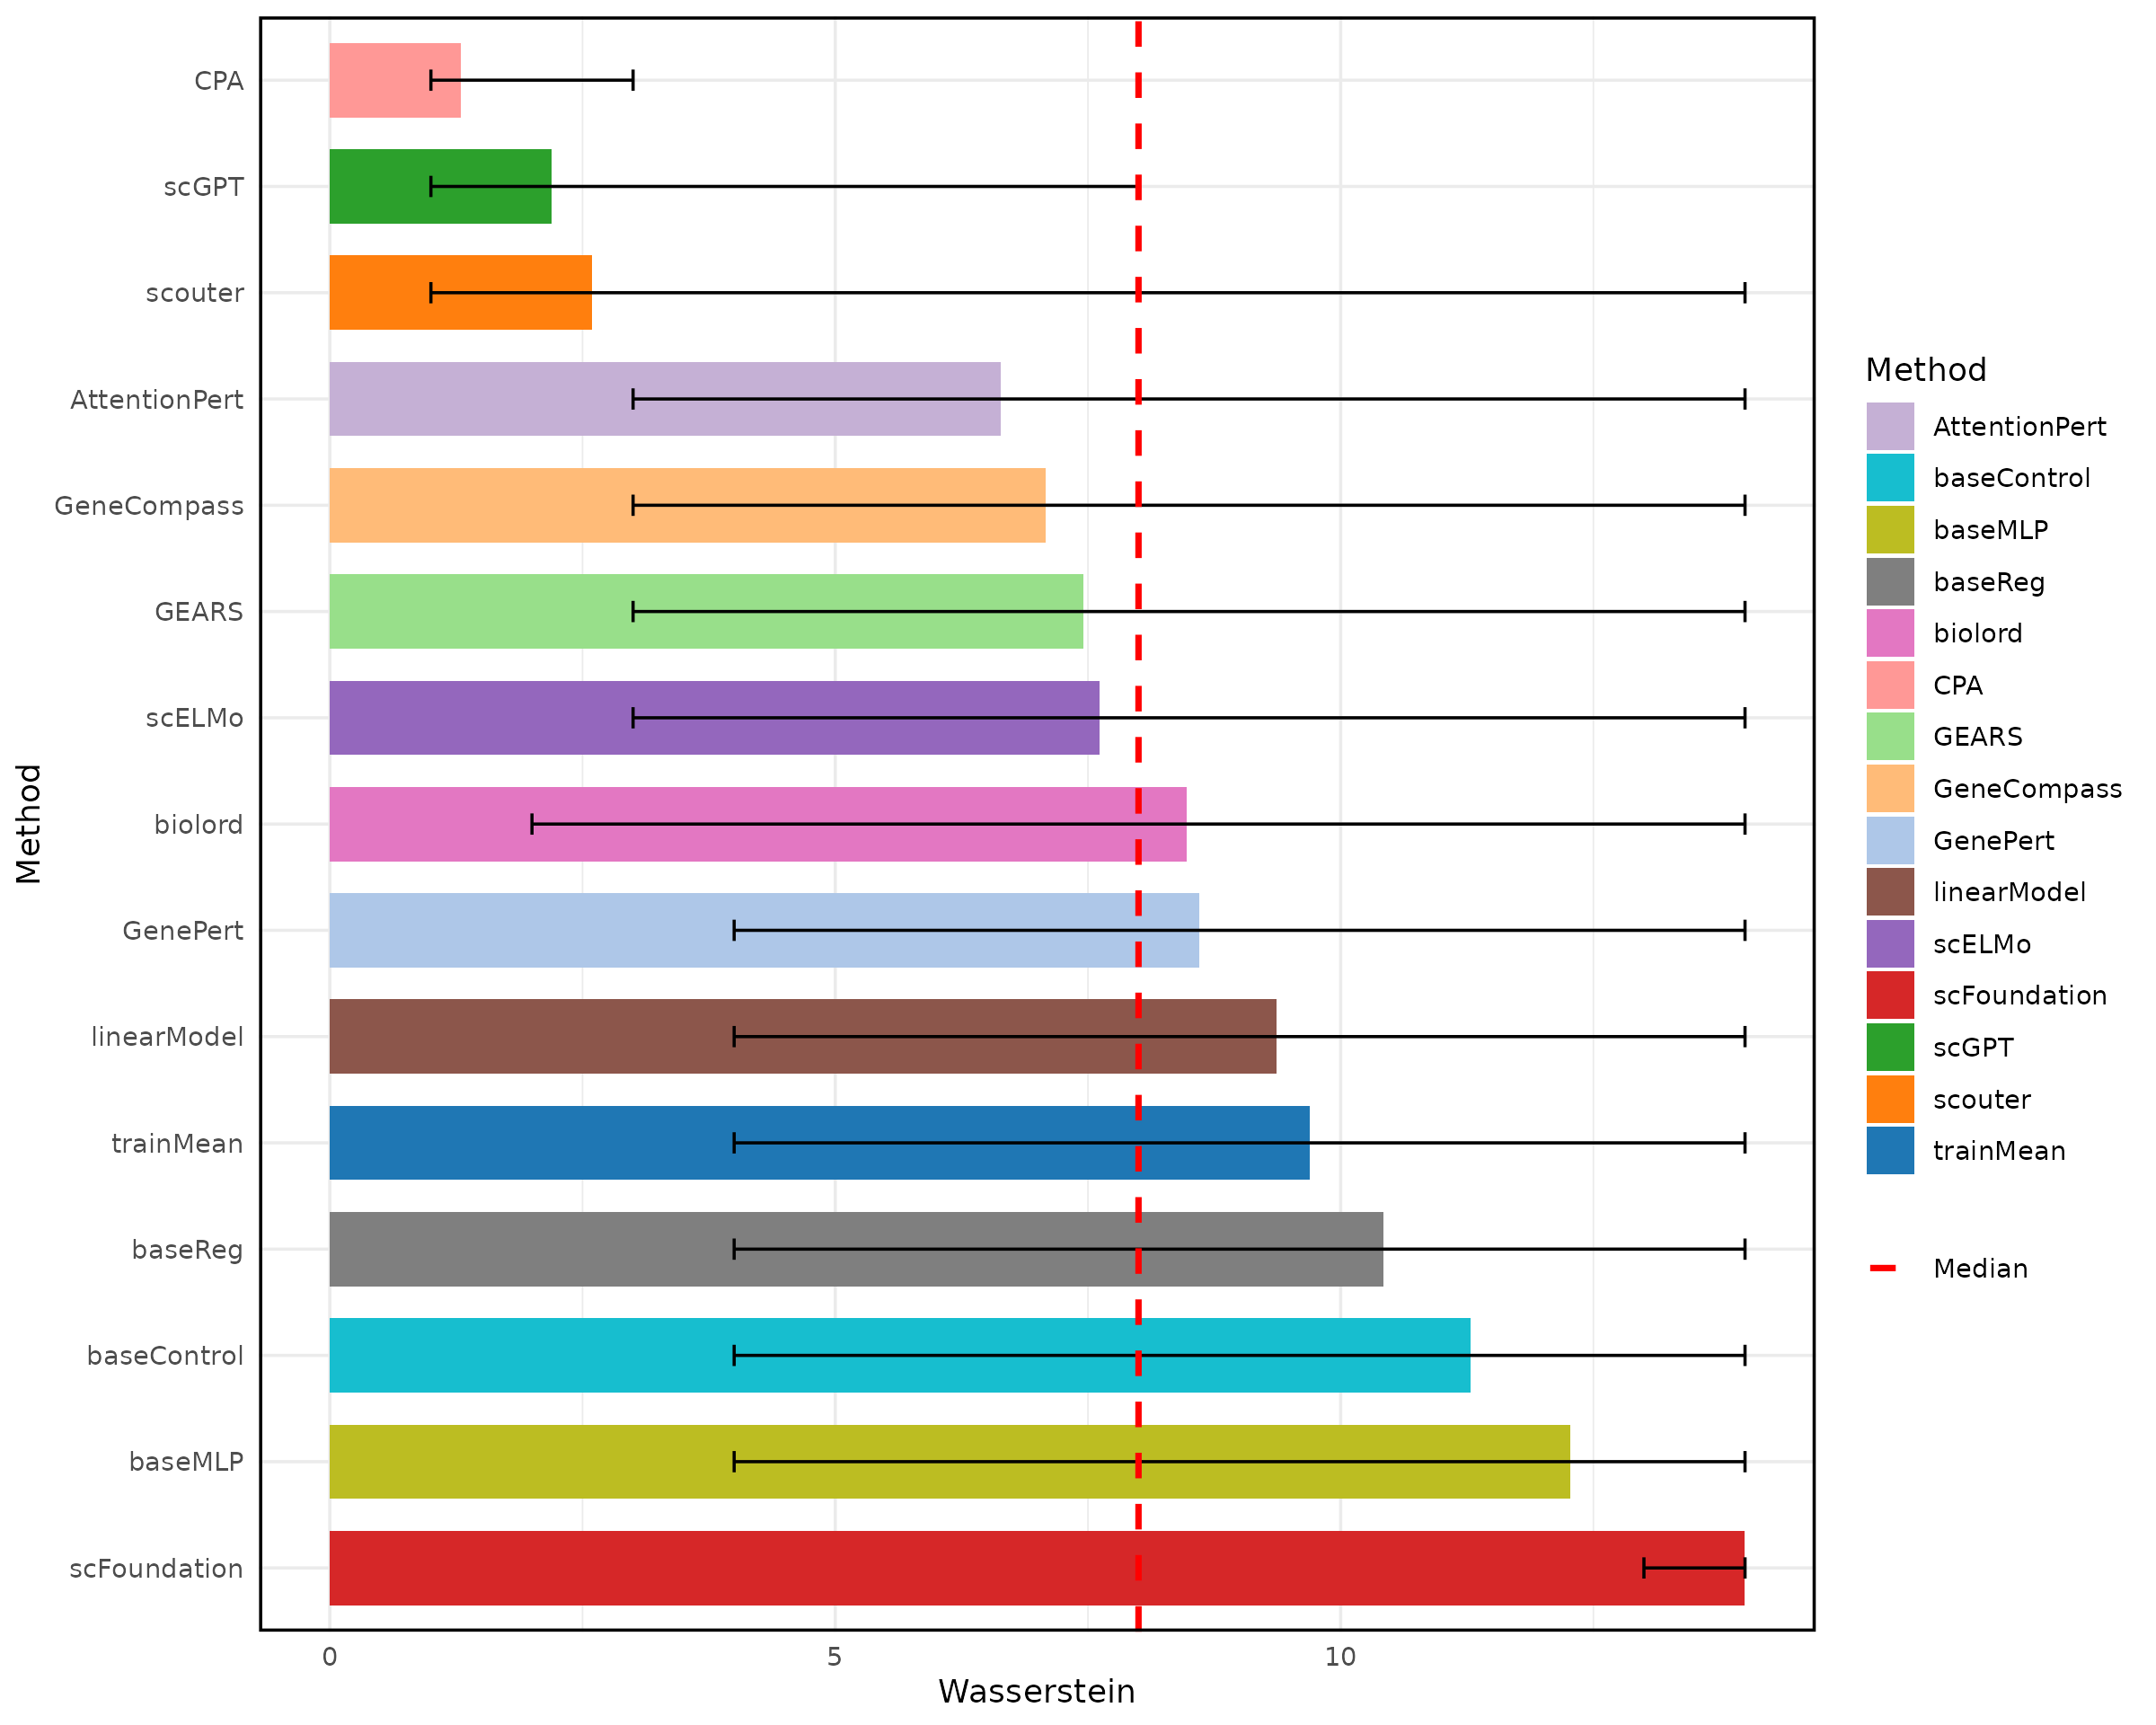 Method
CPA
scGPT
scouter
AttentionPert
GeneCompass
GEARS
scELMo
biolord
GenePert
linearModel
trainMean
baseReg
baseControl
baseMLP
scFoundation
0 5 10
Wasserstein
Method
AttentionPert
baseControl
baseMLP
baseReg
biolord
CPA
GEARS
GeneCompass
GenePert
linearModel
scELMo
scFoundation
scGPT
scouter
trainMean
Median